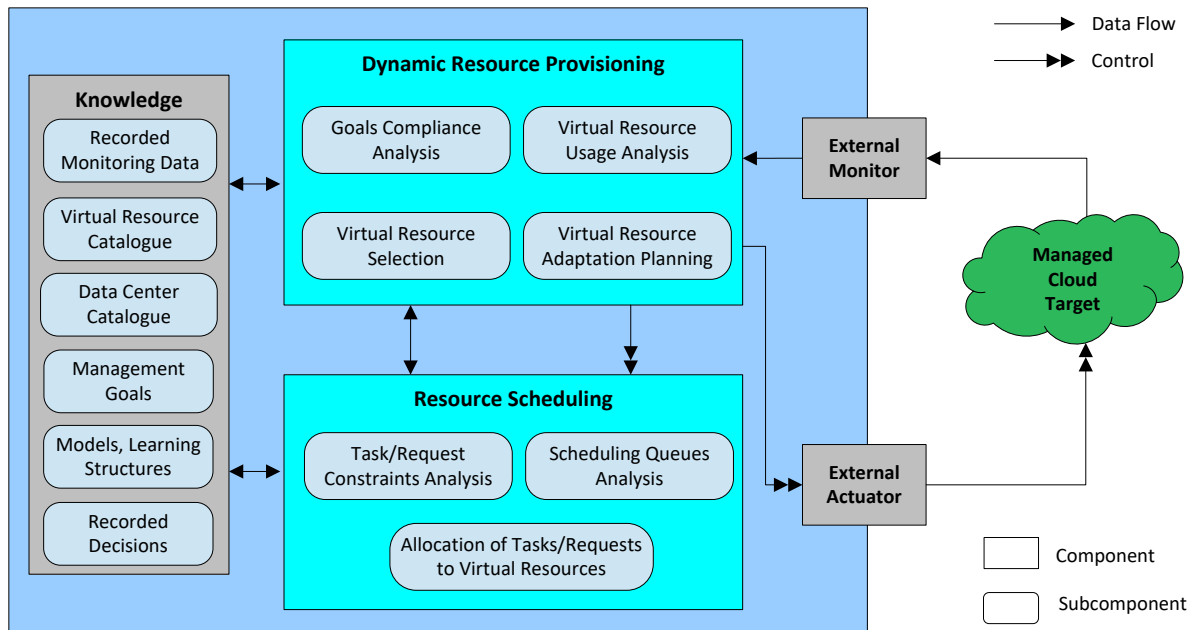 Knowledge
Recorded
Monitoring Data
Virtual Resource
Catalogue
Data Center
Catalogue
Management
Goals
Models, Learning
Structures
Recorded
Decisions
Dynamic Resource Provisioning
Goals Compliance
Analysis
Virtual Resource
Usage Analysis
Virtual Resource
Selection
Virtual Resource
Adaptation Planning
Resource Scheduling
Task/Request
Constraints Analysis
Scheduling Queues
Analysis
Allocation of Tasks/Requests
to Virtual Resources
External
Monitor
External
Actuator
Managed
Cloud
Target
Data Flow
Control
Component
Subcomponent